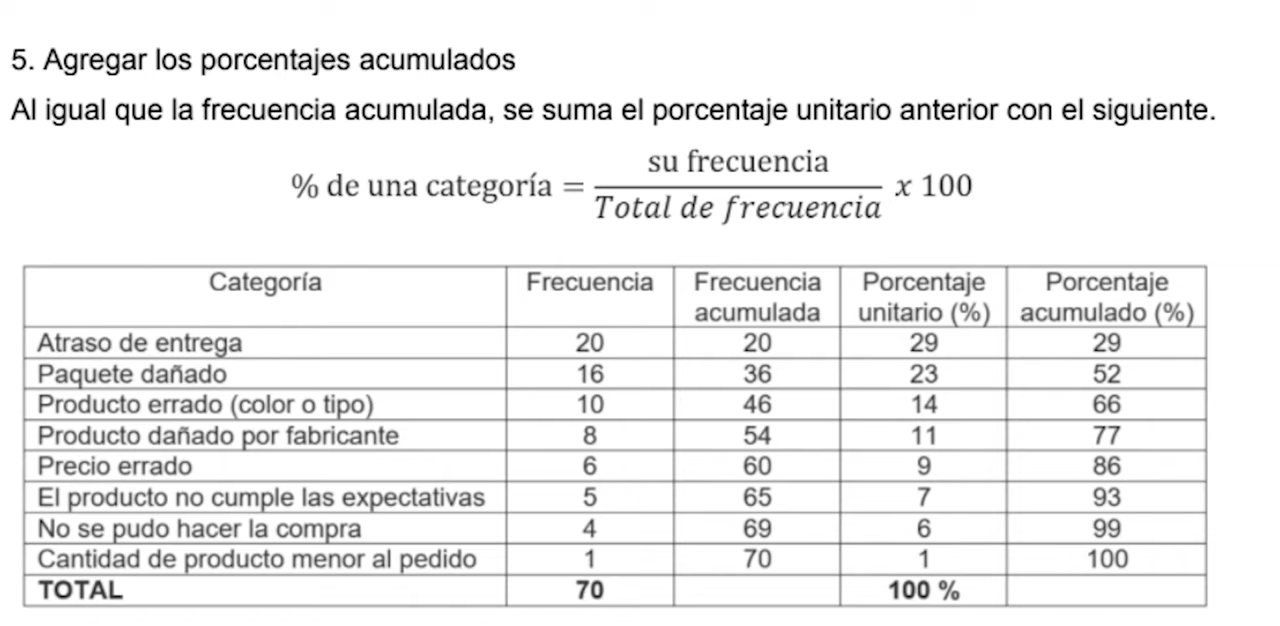 5. Agregar los porcentajes acumulados
Al igual que la frecuencia acumulada, se suma el porcentaje unitario anterior con el siguiente.
% de una categoría = su frecuencia / Total de frecuencia x 100
Categoría Frecuencia Frecuencia acumulada Porcentaje unitario (%) Porcentaje acumulado (%)
Atraso de entrega 20 20 29 29
Paquete dañado 16 36 23 52
Producto errado (color o tipo) 10 46 14 66
Producto dañado por fabricante 8 54 11 77
Precio errado 6 60 9 86
El producto no cumple las expectativas 5 65 7 93
No se pudo hacer la compra 4 69 6 99
Cantidad de producto menor al pedido 1 70 1 100
TOTAL 70 100 %